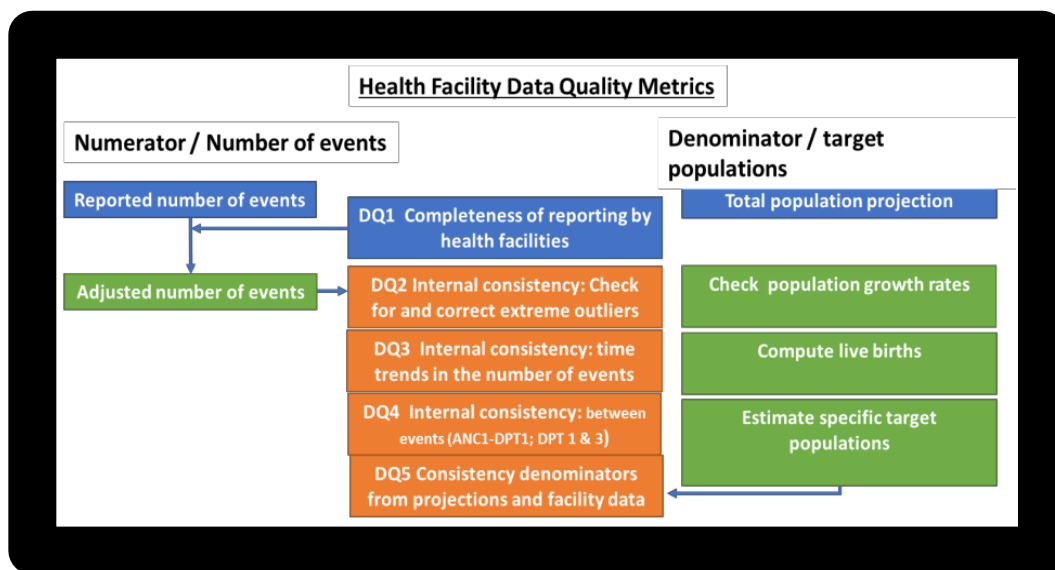 Health Facility Data Quality Metrics
Numerator / Number of events
Denominator / target
populations
Reported number of events
DQ1 Completeness of reporting by
health facilities
Total population projection
Adjusted number of events
DQ2 Internal consistency: Check
for and correct extreme outliers
Check population growth rates
DQ3 Internal consistency: time
trends in the number of events
Compute live births
DQ4 Internal consistency: between
events (ANC1-DPT1; DPT 1 & 3)
Estimate specific target
populations
DQ5 Consistency denominators
from projections and facility data